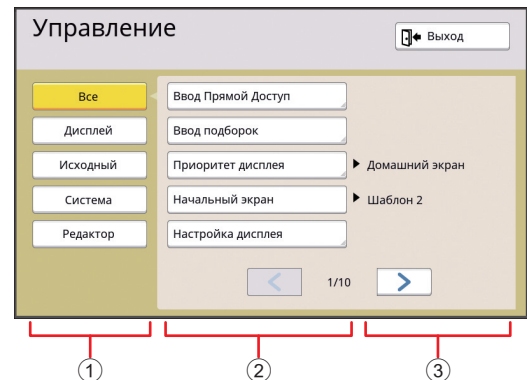 Управление
Выход
Все
Ввод Прямой Доступ
Дисплей
Ввод подборок
Исходный
Приоритет дисплея
Домашний экран
Система
Начальный экран
Шаблон 2
Редактор
Настройка дисплея
1/10
1
2
3